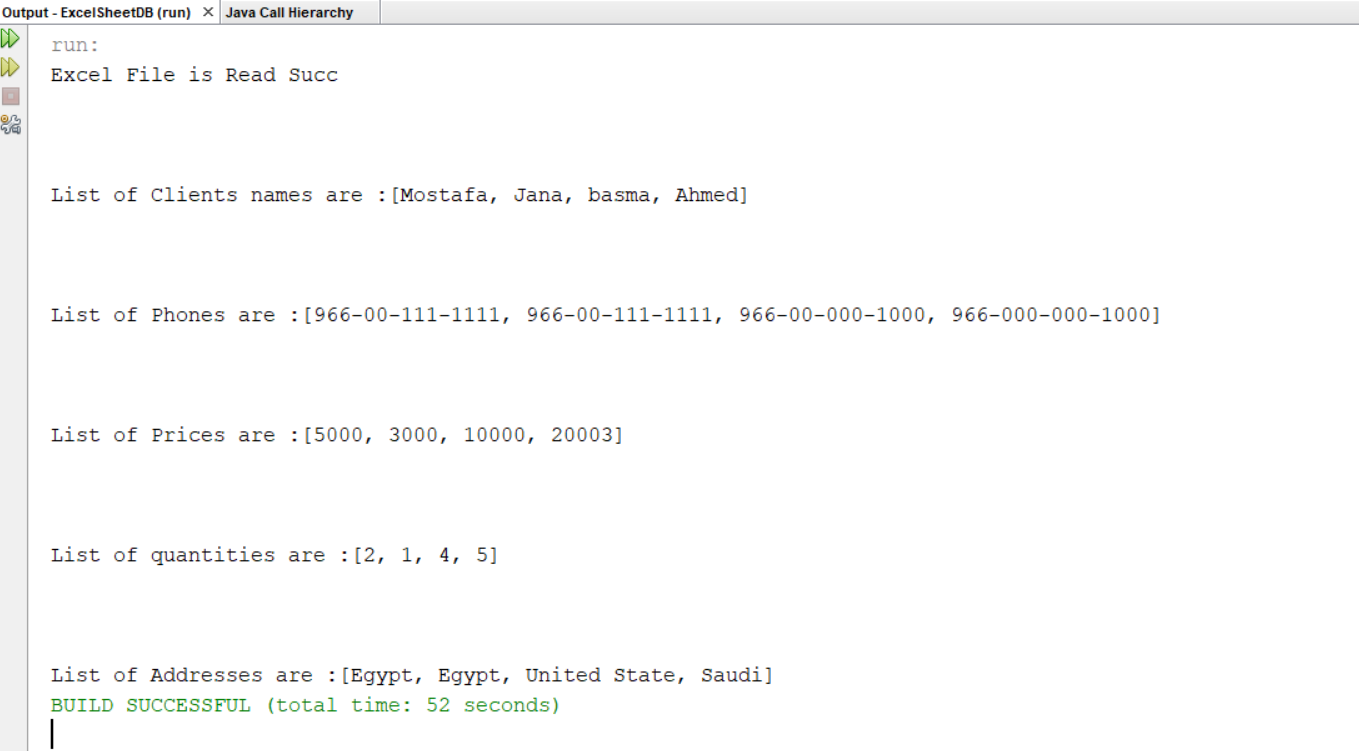 Output - ExcelSheetDB (run) × Java Call Hierarchy
run:
Excel File is Read Succ
List of Clients names are :[Mostafa, Jana, basma, Ahmed]
List of Phones are :[966-00-111-1111, 966-00-111-1111, 966-00-000-1000, 966-000-000-1000]
List of Prices are :[5000, 3000, 10000, 20003]
List of quantities are :[2, 1, 4, 5]
List of Addresses are :[Egypt, Egypt, United State, Saudi]
BUILD SUCCESSFUL (total time: 52 seconds)